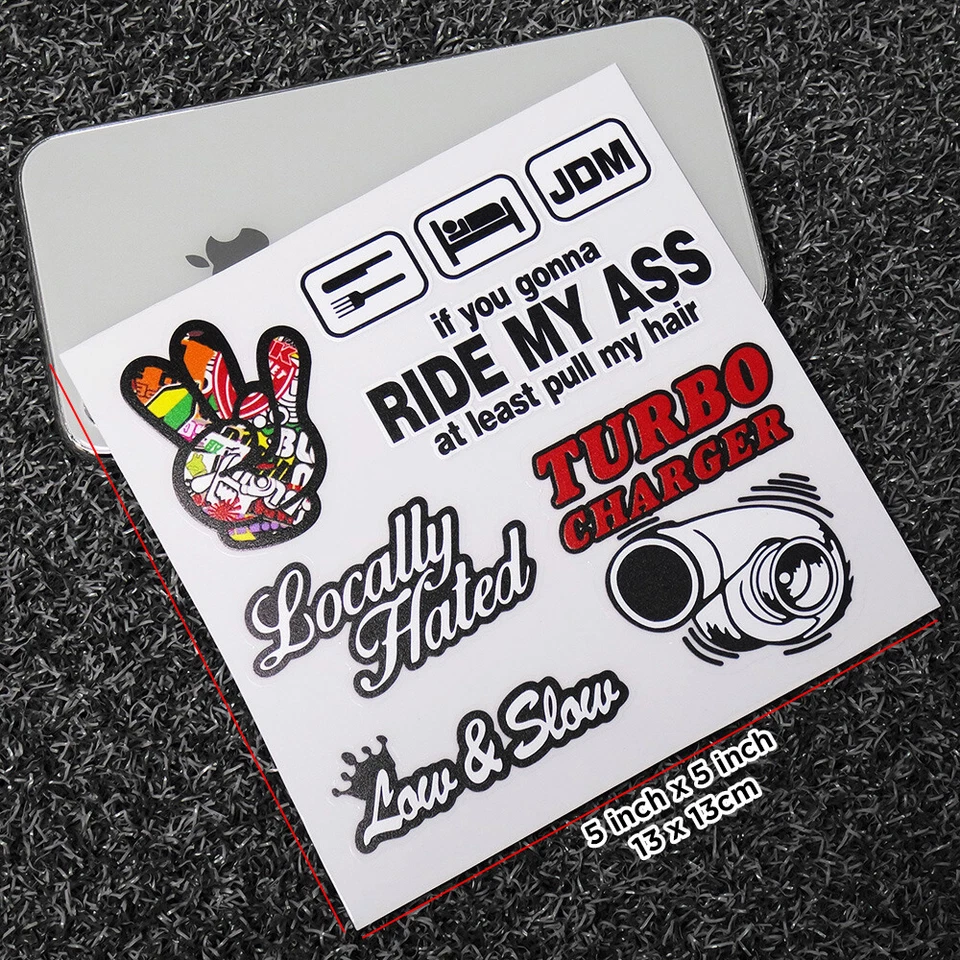 JDM
if you gonna
RIDE MY ASS
at least pull my hair
TURBO
CHARGER
Locally
Hated
Low & Slow
5 inch x 5 inch
13 x 13cm